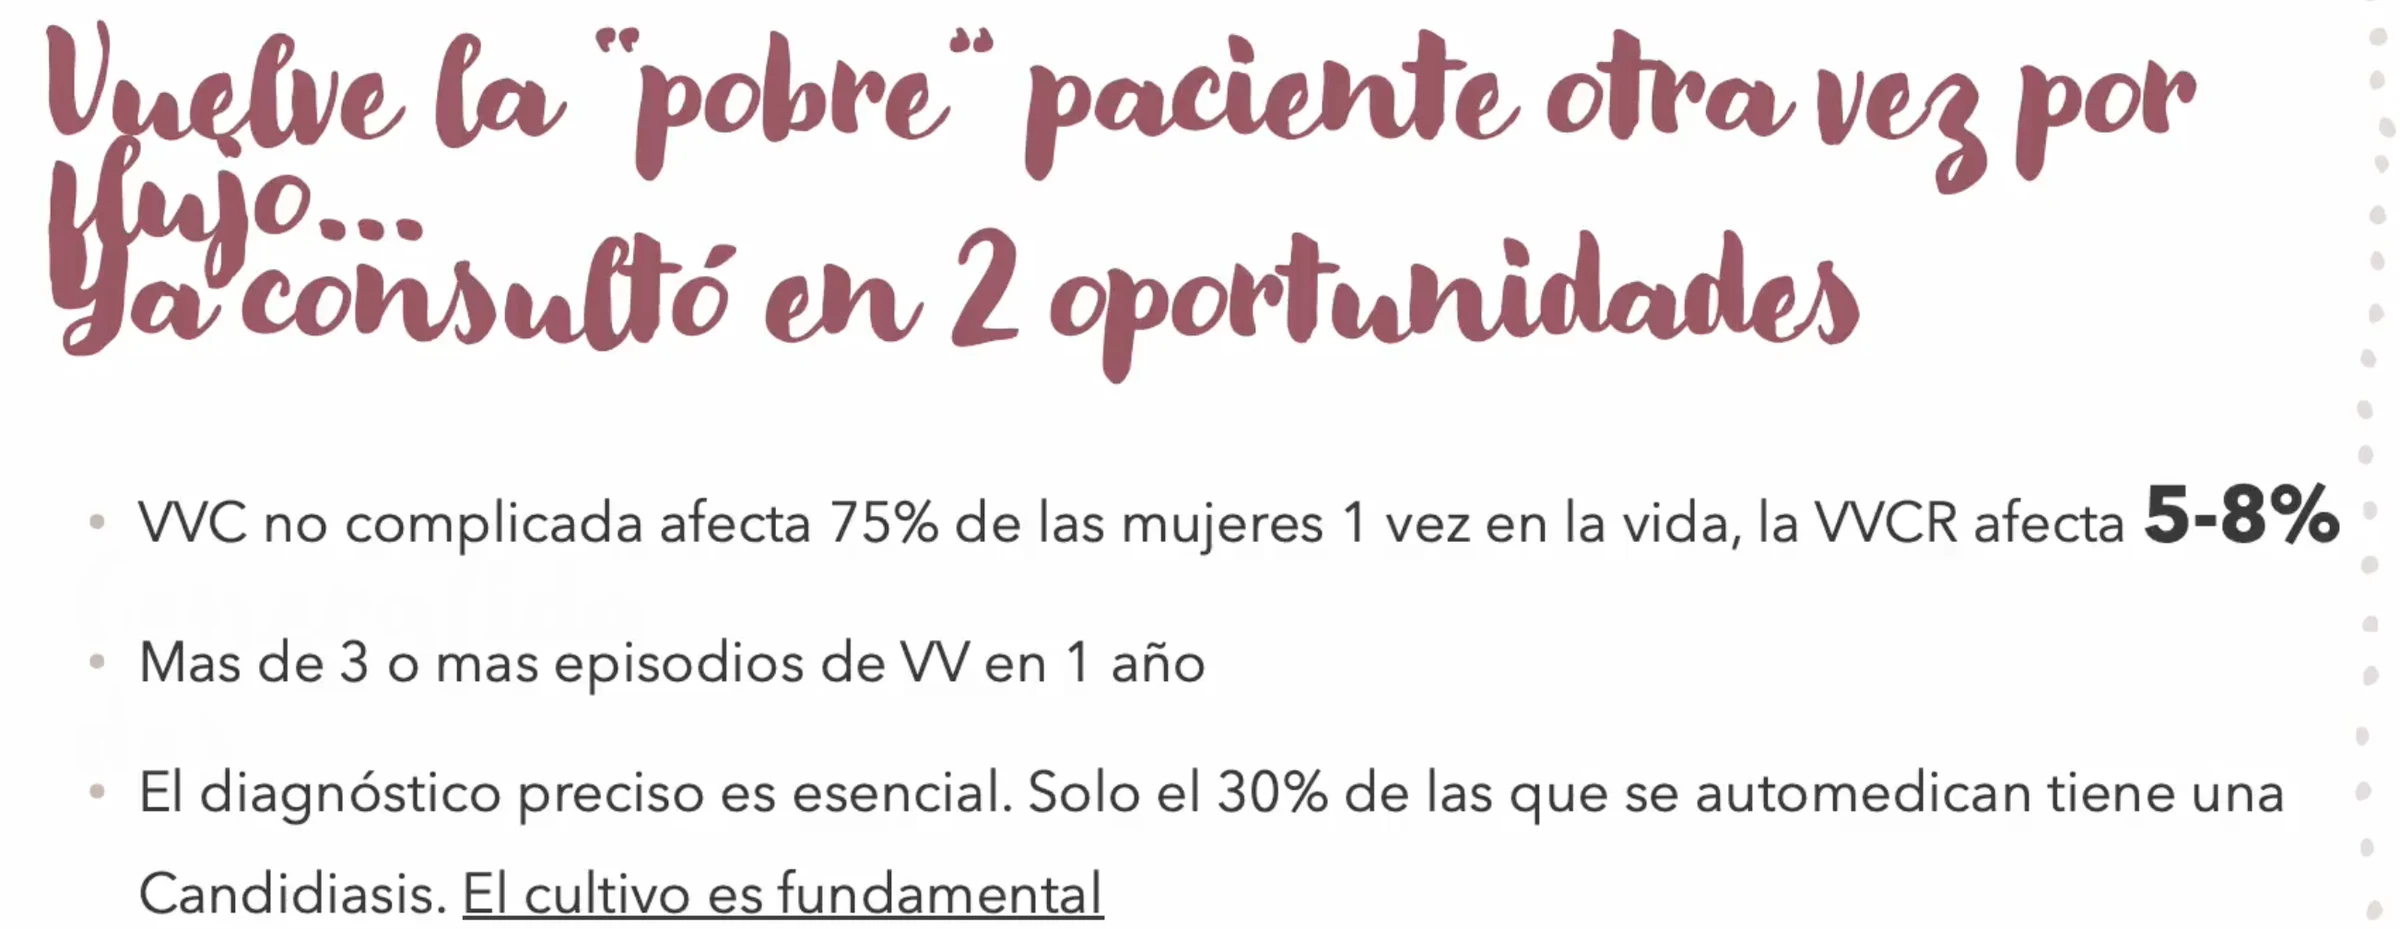 Vuelve la "pobre" paciente otra vez por
flujo...
Ya consultó en 2 oportunidades
• VVC no complicada afecta 75% de las mujeres 1 vez en la vida, la VVCR afecta 5-8%
• Mas de 3 o mas episodios de VV en 1 año
• El diagnóstico preciso es esencial. Solo el 30% de las que se automedican tiene una
Candidiasis. El cultivo es fundamental